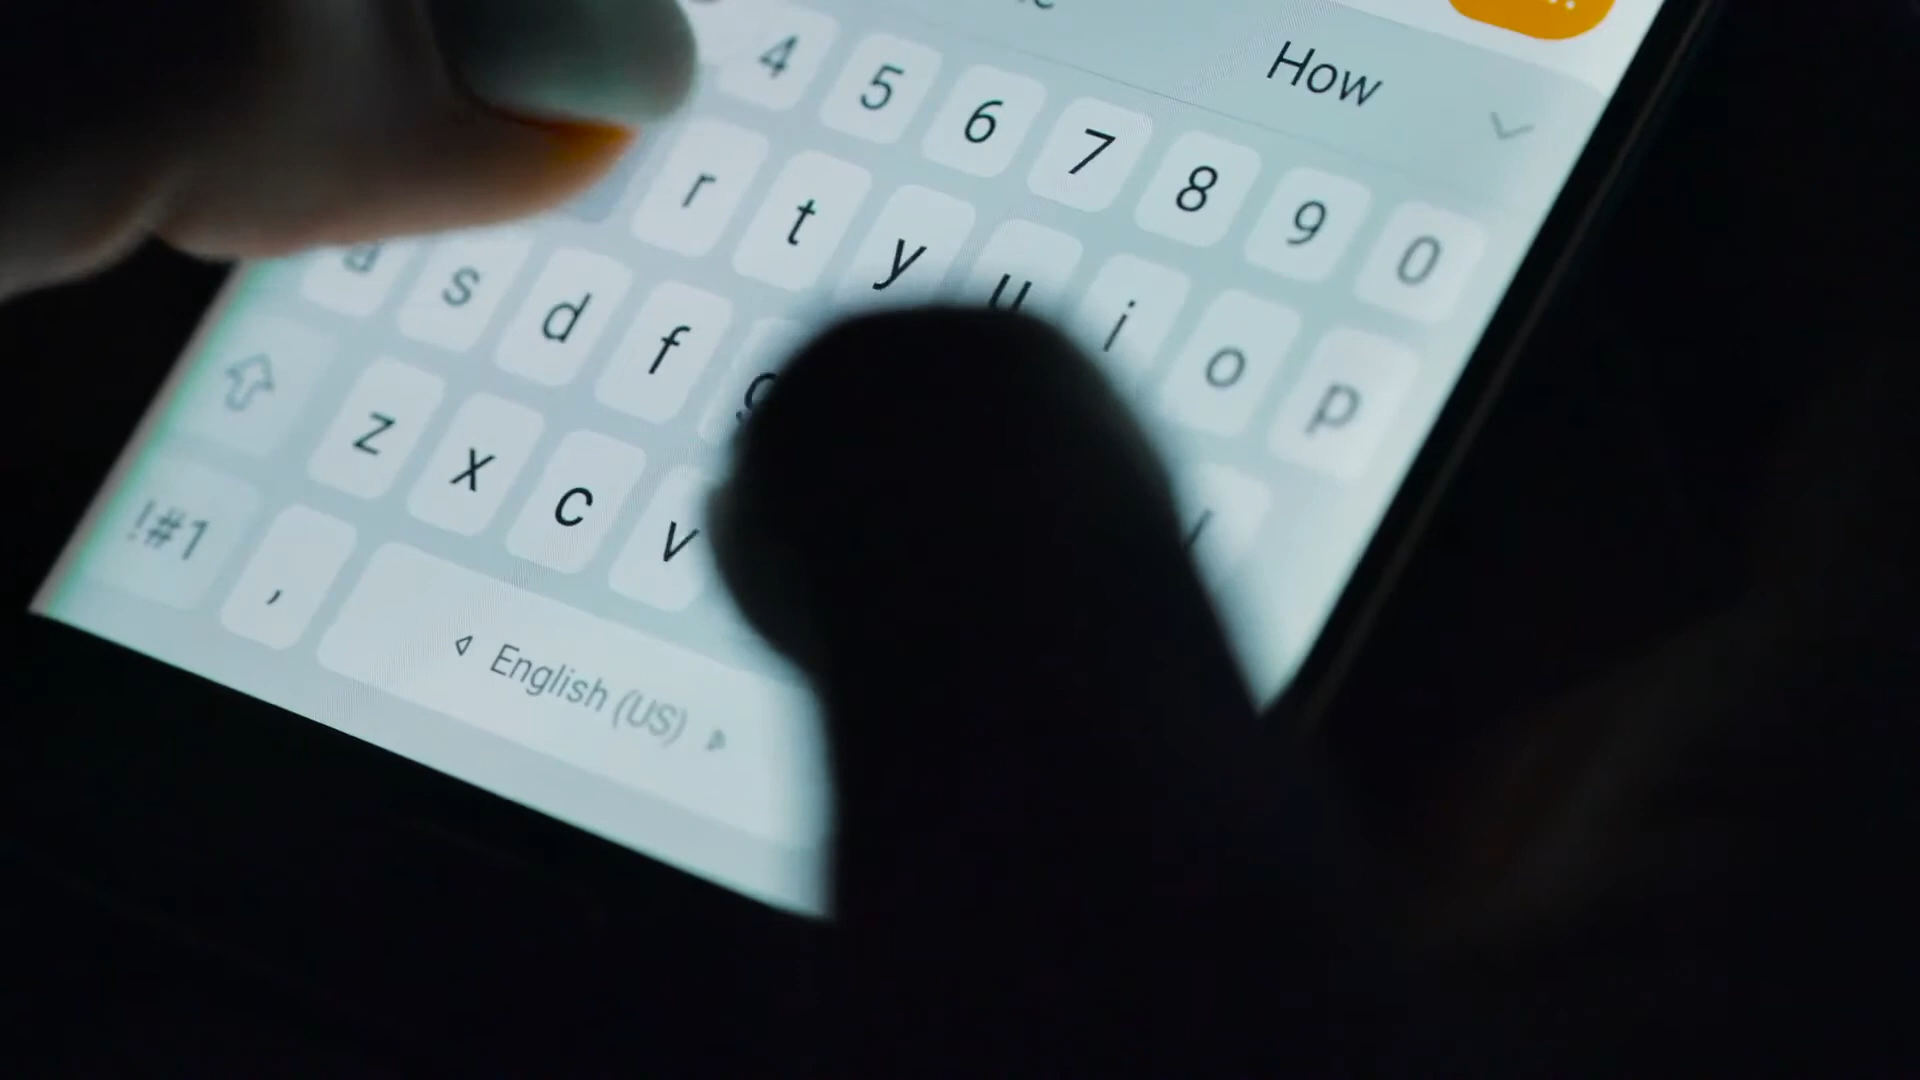 How
4 5 6 7 8 9 0
r t y u i o p
a s d f g l
z x c v
!#1 , English (US)